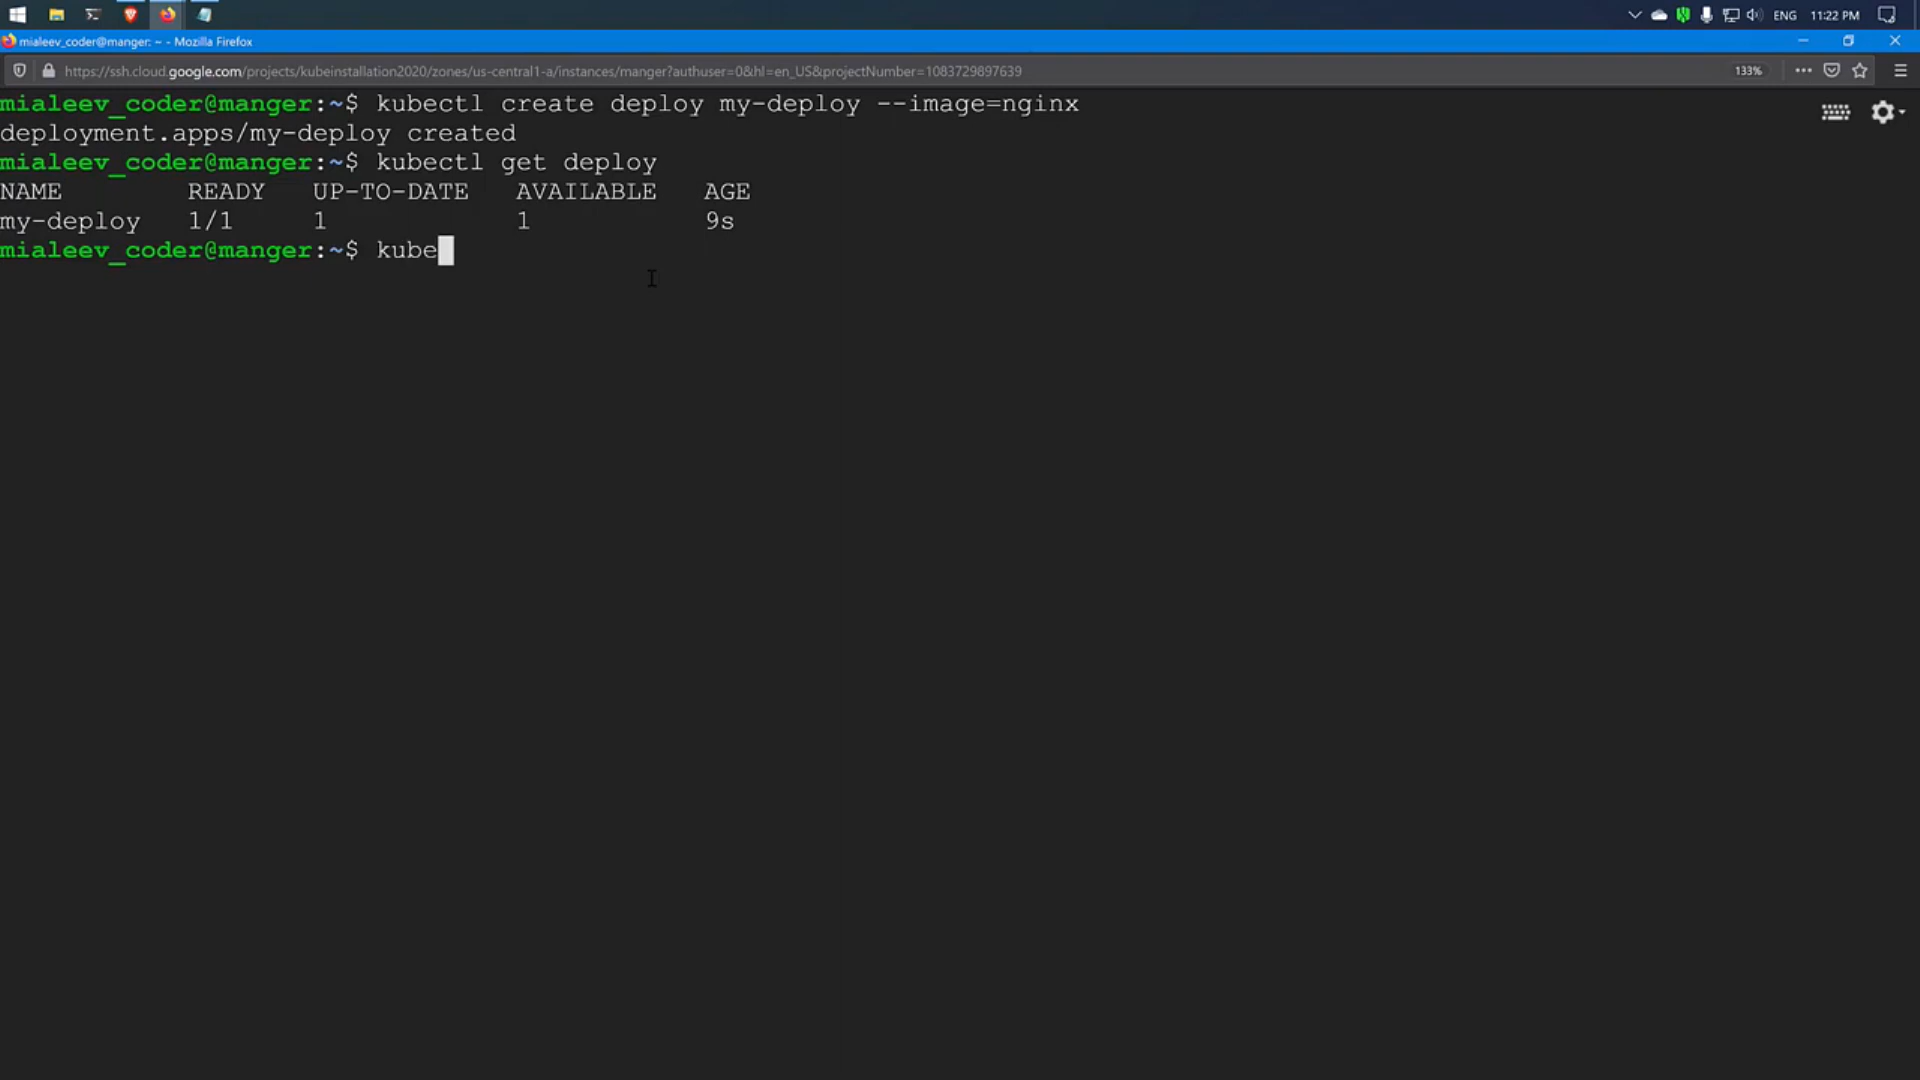 ENG 11:22 PM
mialeev_coder@manger: ~ - Mozilla Firefox
https://ssh.cloud.google.com/projects/kubeinstallation2020/zones/us-central1-a/instances/manger?authuser=0&hl=en_US&projectNumber=1083729897639 133%
mialeev_coder@manger:~$ kubectl create deploy my-deploy --image=nginx
deployment.apps/my-deploy created
mialeev_coder@manger:~$ kubectl get deploy
NAME READY UP-TO-DATE AVAILABLE AGE
my-deploy 1/1 1 1 9s
mialeev_coder@manger:~$ kube